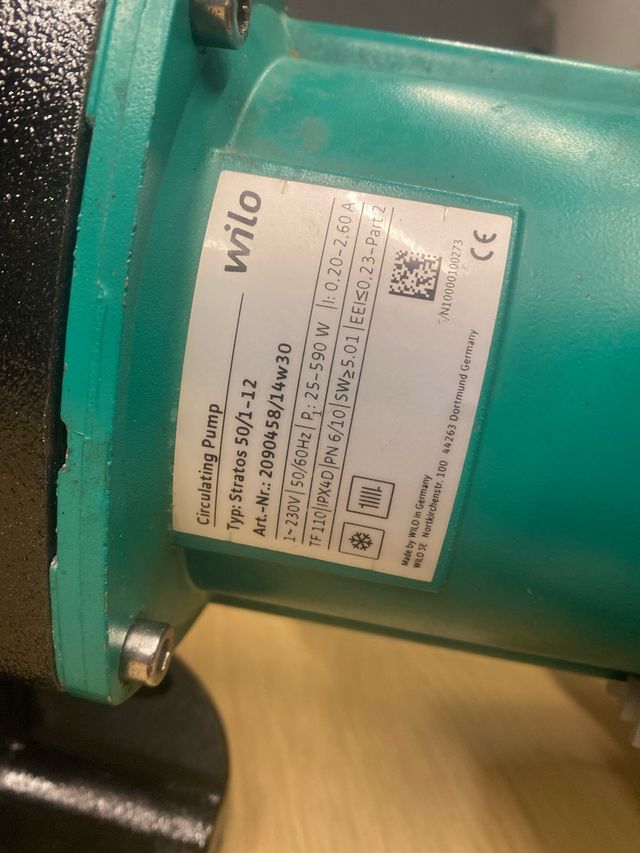 wilo
Circulating Pump
Typ: Stratos 50/1-12
Art.-Nr.: 2090458/14w30
1~230V | 50/60Hz | P₁: 25-590 W | I: 0,20-2,60 A
TF 110 | IPX4D | PN 6/10 | SW≥5.01 | EEI≤0,23-Part 2
/N10000100273
CE
Made by WILO in Germany
WILO SE Nortkirchenstr. 100 44263 Dortmund Germany